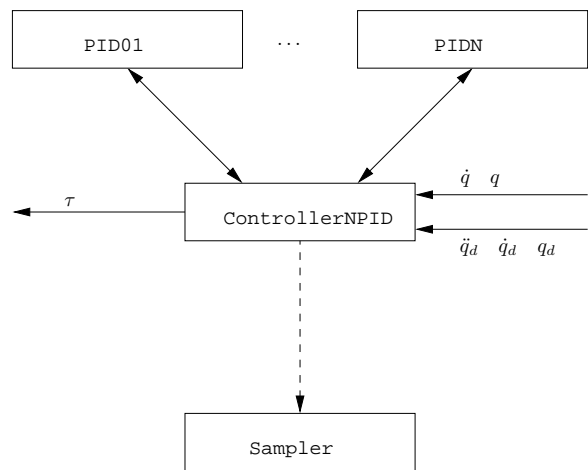 PID01 ... PIDN
q̇ q
τ
ControllerNPID
q̈_d q̇_d q_d
Sampler